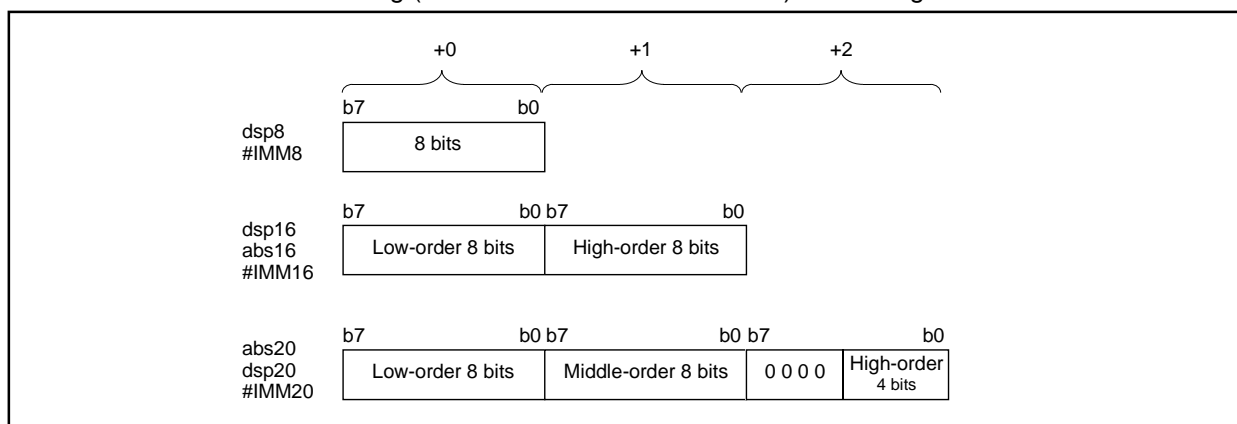 +0 +1 +2
b7 b0
dsp8
#IMM8
8 bits
b7 b0 b7 b0
dsp16
abs16
#IMM16
Low-order 8 bits High-order 8 bits
b7 b0 b7 b0 b7 b0
abs20
dsp20
#IMM20
Low-order 8 bits Middle-order 8 bits 0 0 0 0 High-order
4 bits